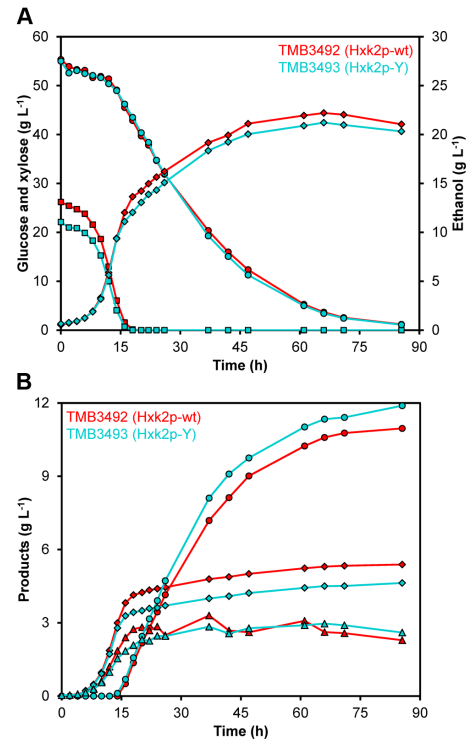 A
60
50
40
30
20
10
0
Glucose and xylose (g L-1)
TMB3492 (Hxk2p-wt)
TMB3493 (Hxk2p-Y)
30
25
20
15
10
5
0
Ethanol (g L-1)
0 15 30 45 60 75 90
Time (h)
B
12
9
6
3
0
Products (g L-1)
TMB3492 (Hxk2p-wt)
TMB3493 (Hxk2p-Y)
0 15 30 45 60 75 90
Time (h)